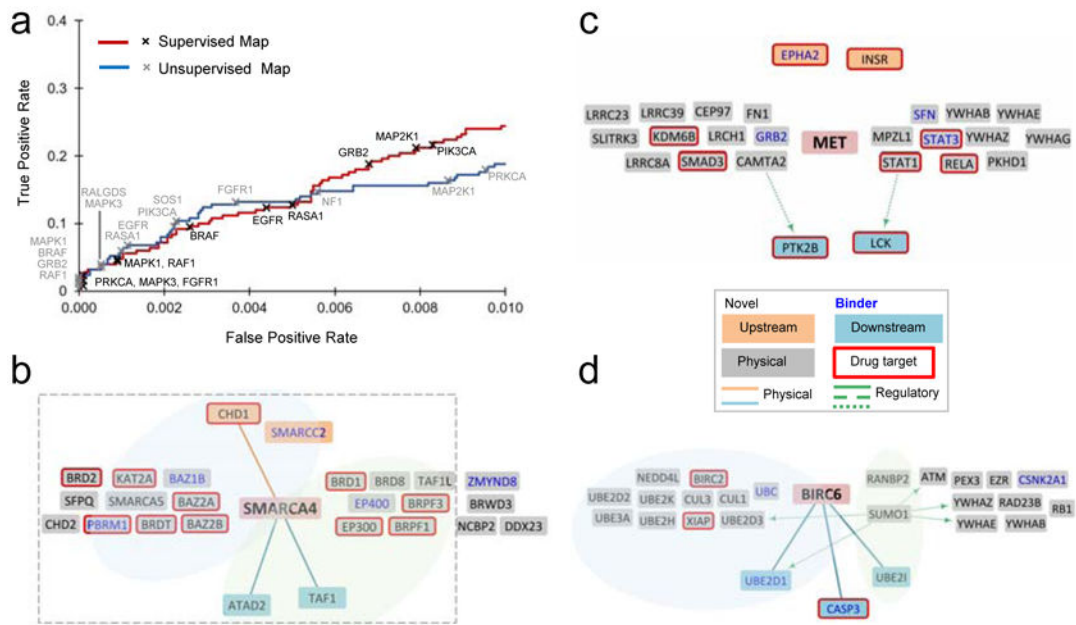 a
True Positive Rate
0.4
0.3
0.2
0.1
0
Supervised Map
Unsupervised Map
MAP2K1
GRB2
PIK3CA
PRKCA
MAP2K1
NF1
RASA1
EGFR
FGFR1
BRAF
SOS1
PIK3CA
RALGDS
MAPK3
EGFR
RASA1
MAPK1
BRAF
GRB2
RAF1
MAPK1, RAF1
PRKCA, MAPK3, FGFR1
0.000 0.002 0.004 0.006 0.008 0.010
False Positive Rate
c
EPHA2 INSR
LRRC23 LRRC39 CEP97 FN1
SLITRK3 KDM6B LRCH1 GRB2
LRRC8A SMAD3 CAMTA2
MET
SFN YWHAB YWHAE
MPZL1 STAT3 YWHAZ YWHAG
STAT1 RELA PKHD1
PTK2B LCK
Novel Binder
Upstream Downstream
Physical Drug target
Physical Regulatory
b
CHD1
SMARCC2
BRD2 KAT2A BAZ1B
SFPQ SMARCA5 BAZ2A
CHD2 PBRM1 BRDT BAZ2B
SMARCA4
BRD1 BRD8 TAF1L ZMYND8
EP400 BRPF3 BRWD3
EP300 BRPF1 NCBP2 DDX23
ATAD2 TAF1
d
NEDD4L BIRC2
UBE2D2 UBE2K CUL3 CUL1 UBC
UBE3A UBE2H XIAP UBE2D3
BIRC6
RANBP2 ATM
SUMO1
PEX3 EZR CSNK2A1
YWHAZ RAD23B RB1
YWHAE YWHAB
UBE2D1 UBE2I
CASP3